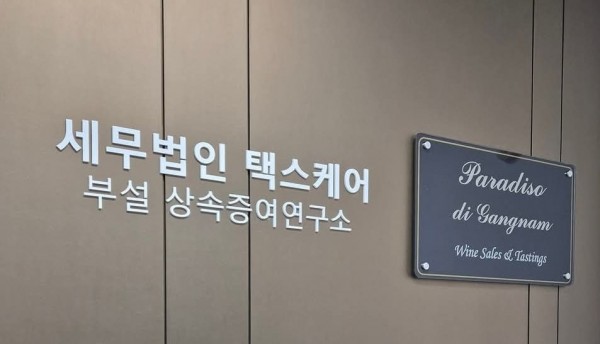 세무법인 택스케어
부설 상속증여연구소
Paradiso
di Gangnam
Wine Sales & Tastings